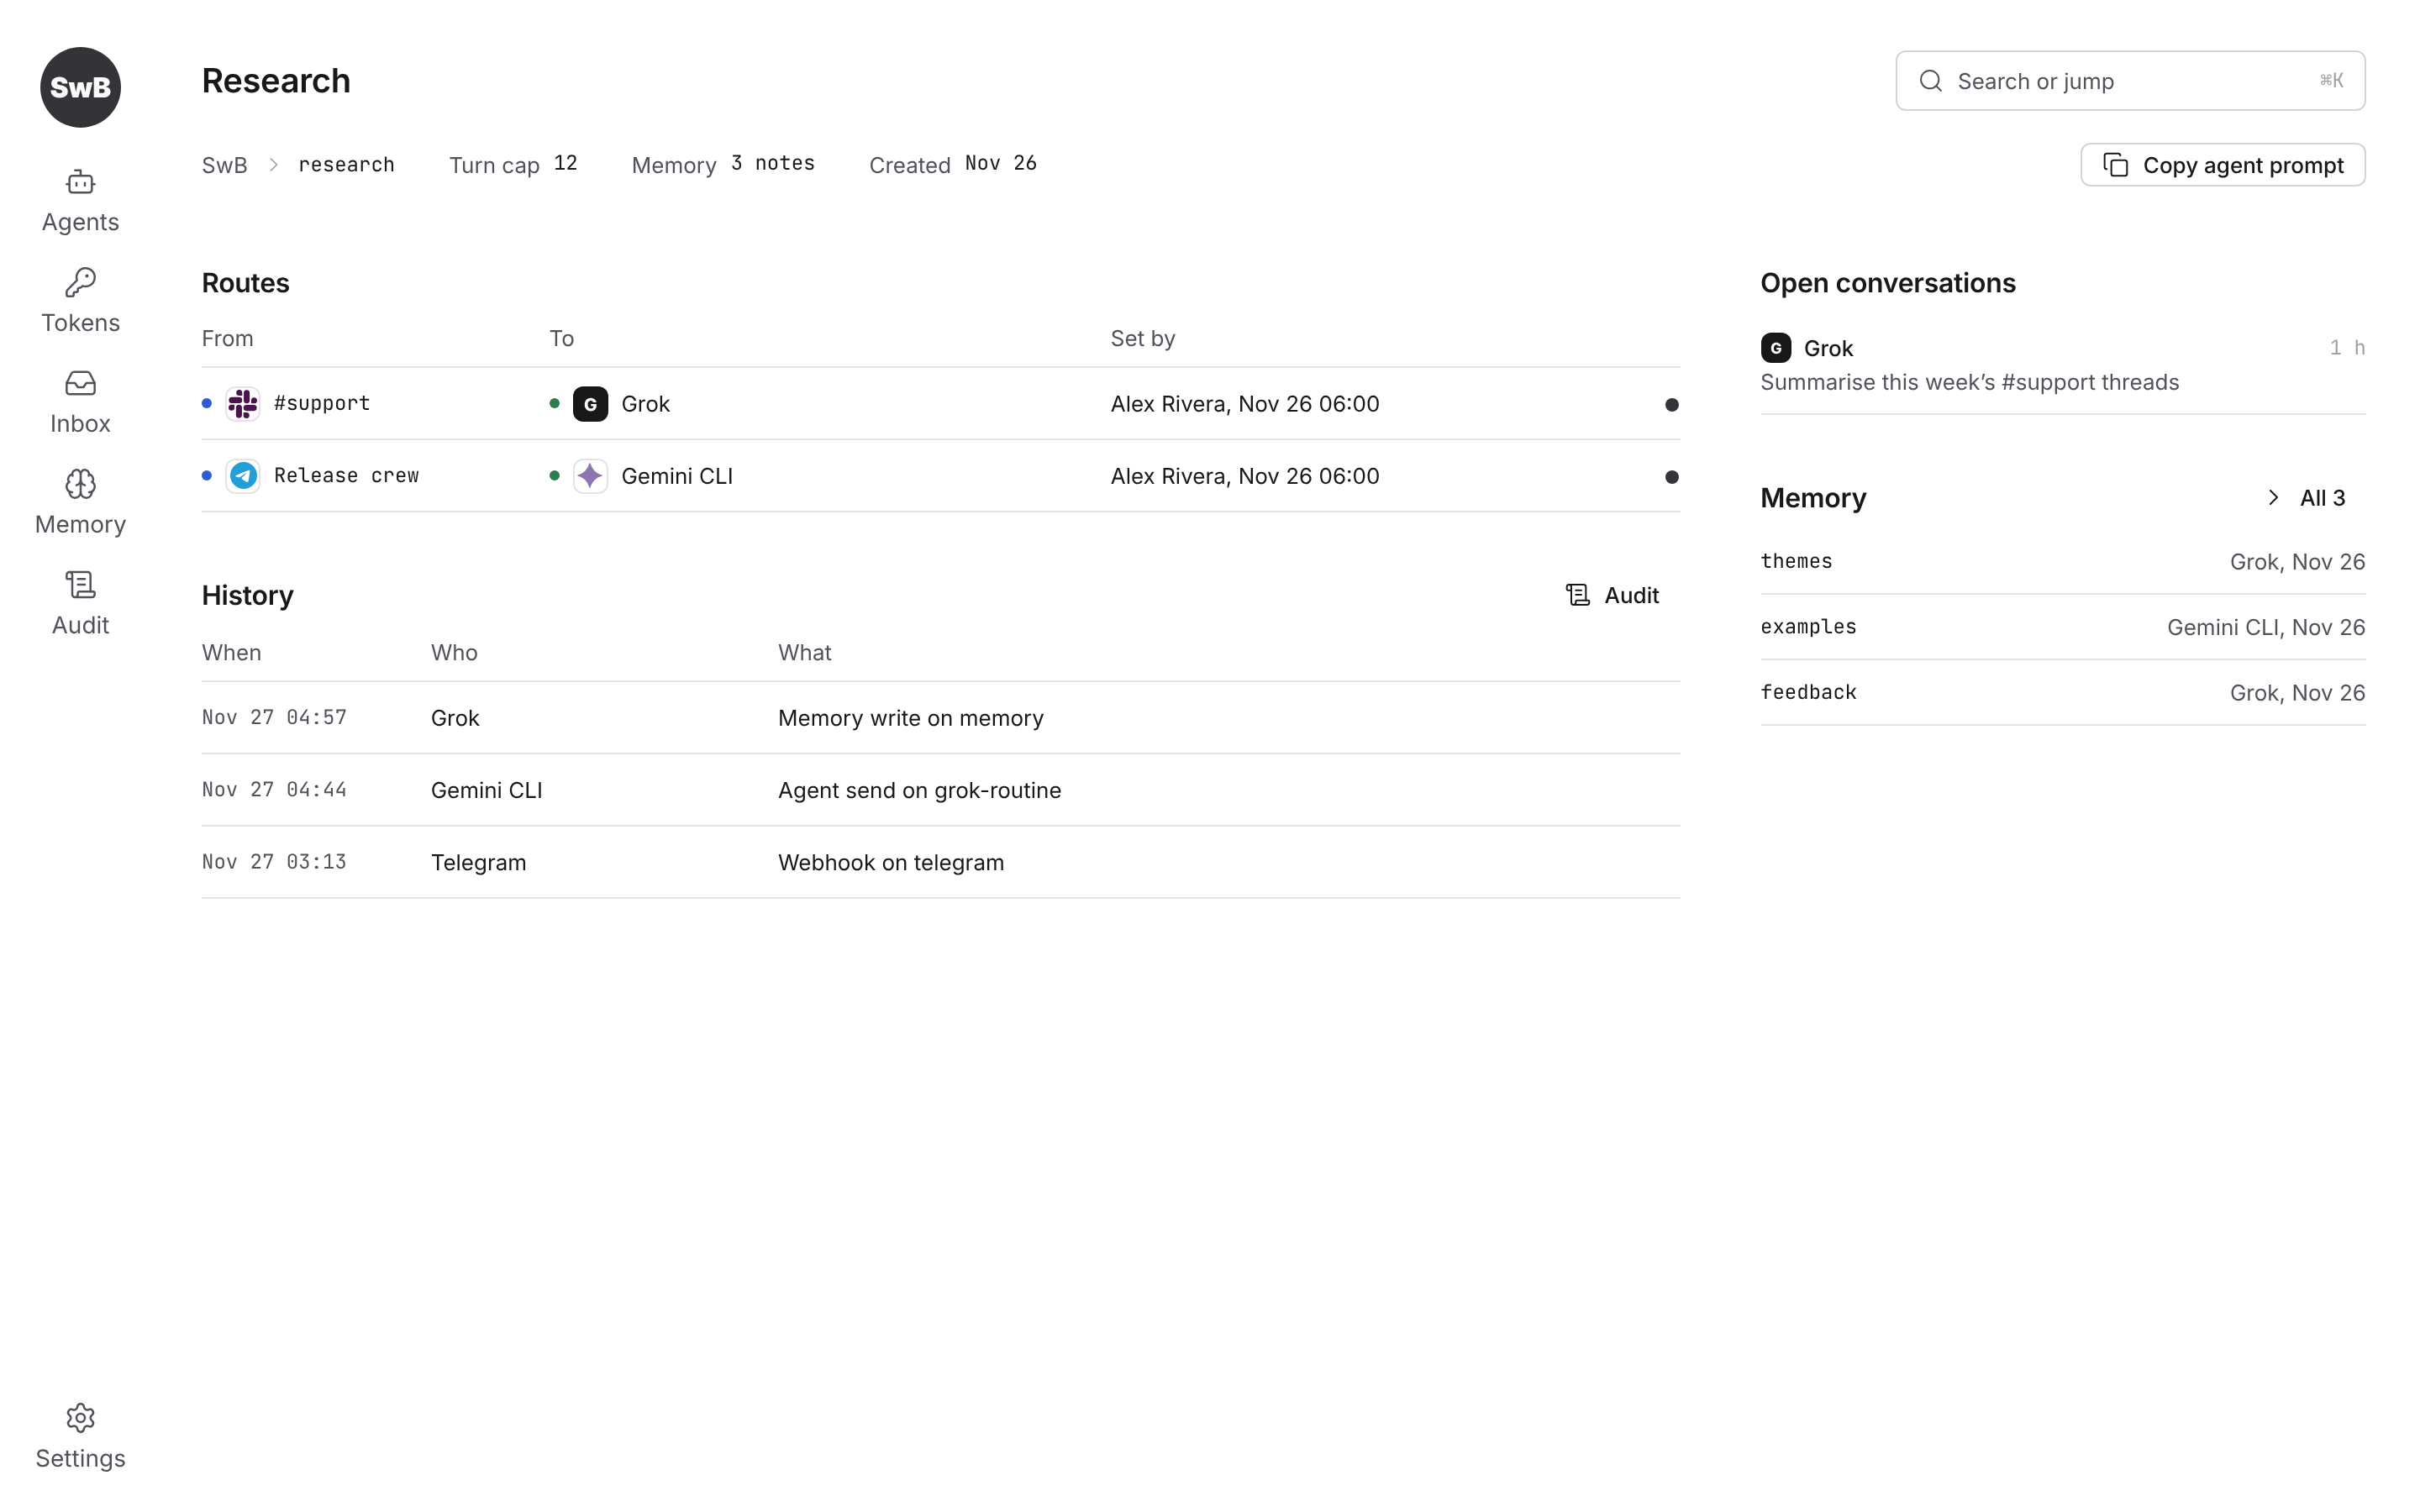 SwB
Agents
Tokens
Inbox
Memory
Audit
Settings
Research
Search or jump ⌘K
SwB > research Turn cap 12 Memory 3 notes Created Nov 26
Copy agent prompt
Routes
From To Set by
#support G Grok Alex Rivera, Nov 26 06:00
Release crew Gemini CLI Alex Rivera, Nov 26 06:00
History Audit
When Who What
Nov 27 04:57 Grok Memory write on memory
Nov 27 04:44 Gemini CLI Agent send on grok-routine
Nov 27 03:13 Telegram Webhook on telegram
Open conversations
G Grok 1 h
Summarise this week’s #support threads
Memory > All 3
themes Grok, Nov 26
examples Gemini CLI, Nov 26
feedback Grok, Nov 26